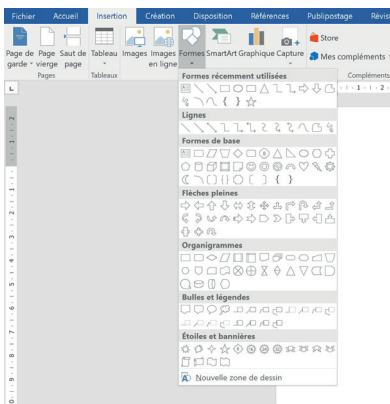 Fichier Accueil Insertion Création Disposition Références Publipostage Révis
Page de garde Page vierge Saut de page Tableau Images Images en ligne Formes SmartArt Graphique Capture Store
Mes compléments
Pages Tableaux Compléments
Formes récemment utilisées
Lignes
Formes de base
Flèches pleines
Organigrammes
Bulles et légendes
Étoiles et bannières
Nouvelle zone de dessin